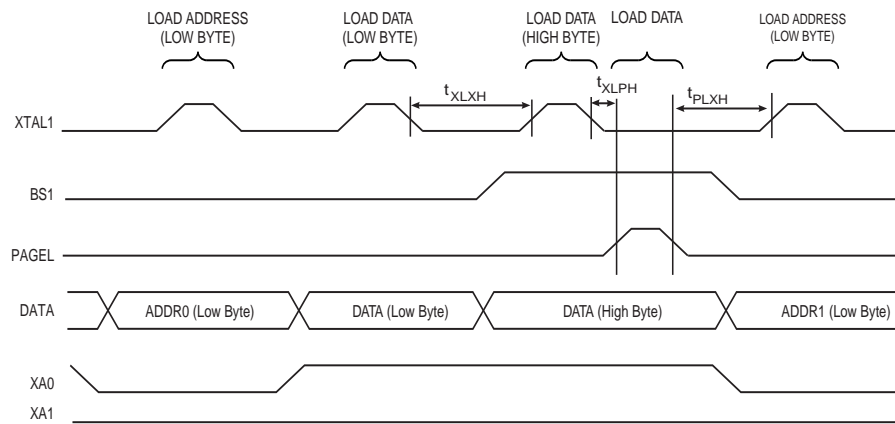 LOAD ADDRESS
(LOW BYTE)
LOAD DATA
(LOW BYTE)
LOAD DATA
(HIGH BYTE)
LOAD DATA
LOAD ADDRESS
(LOW BYTE)
tXLXH
tXLPH
tPLXH
XTAL1
BS1
PAGEL
DATA
ADDR0 (Low Byte)
DATA (Low Byte)
DATA (High Byte)
ADDR1 (Low Byte)
XA0
XA1